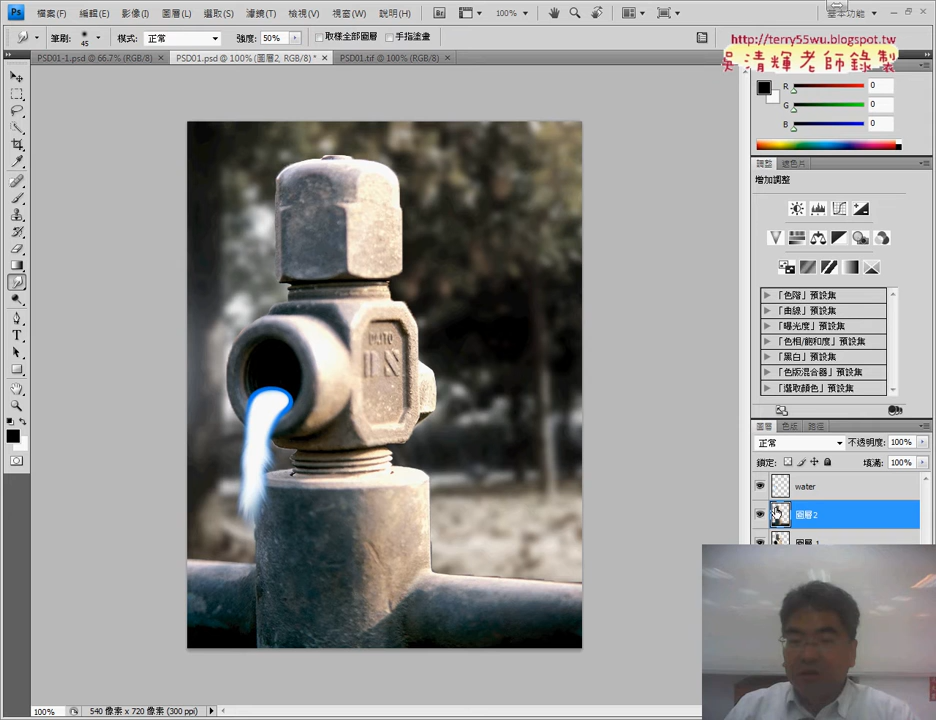 Ps 檔案(F) 編輯(E) 影像(I) 圖層(L) 選取(S) 濾鏡(T) 檢視(V) 視窗(W) 說明(H) Br 100% 基本功能
筆刷: 45 模式: 正常 強度: 50% 取樣全部圖層 手指塗畫
http://terry55wu.blogspot.tw
吳清輝老師錄製
PSD01-1.psd @ 66.7% (RGB/8) PSD01.psd @ 100% (圖層2, RGB/8) * PSD01.tif @ 100% (RGB/8)
R 0
G 0
B 0
調整 遮色片
增加調整
「色階」預設集
「曲線」預設集
「曝光度」預設集
「色相/飽和度」預設集
「黑白」預設集
「色版混合器」預設集
「選取顏色」預設集
圖層 色版 路徑
正常 不透明度: 100%
鎖定: 填滿: 100%
water
圖層2
圖層 1
100% 540 像素 x 720 像素 (300 ppi)